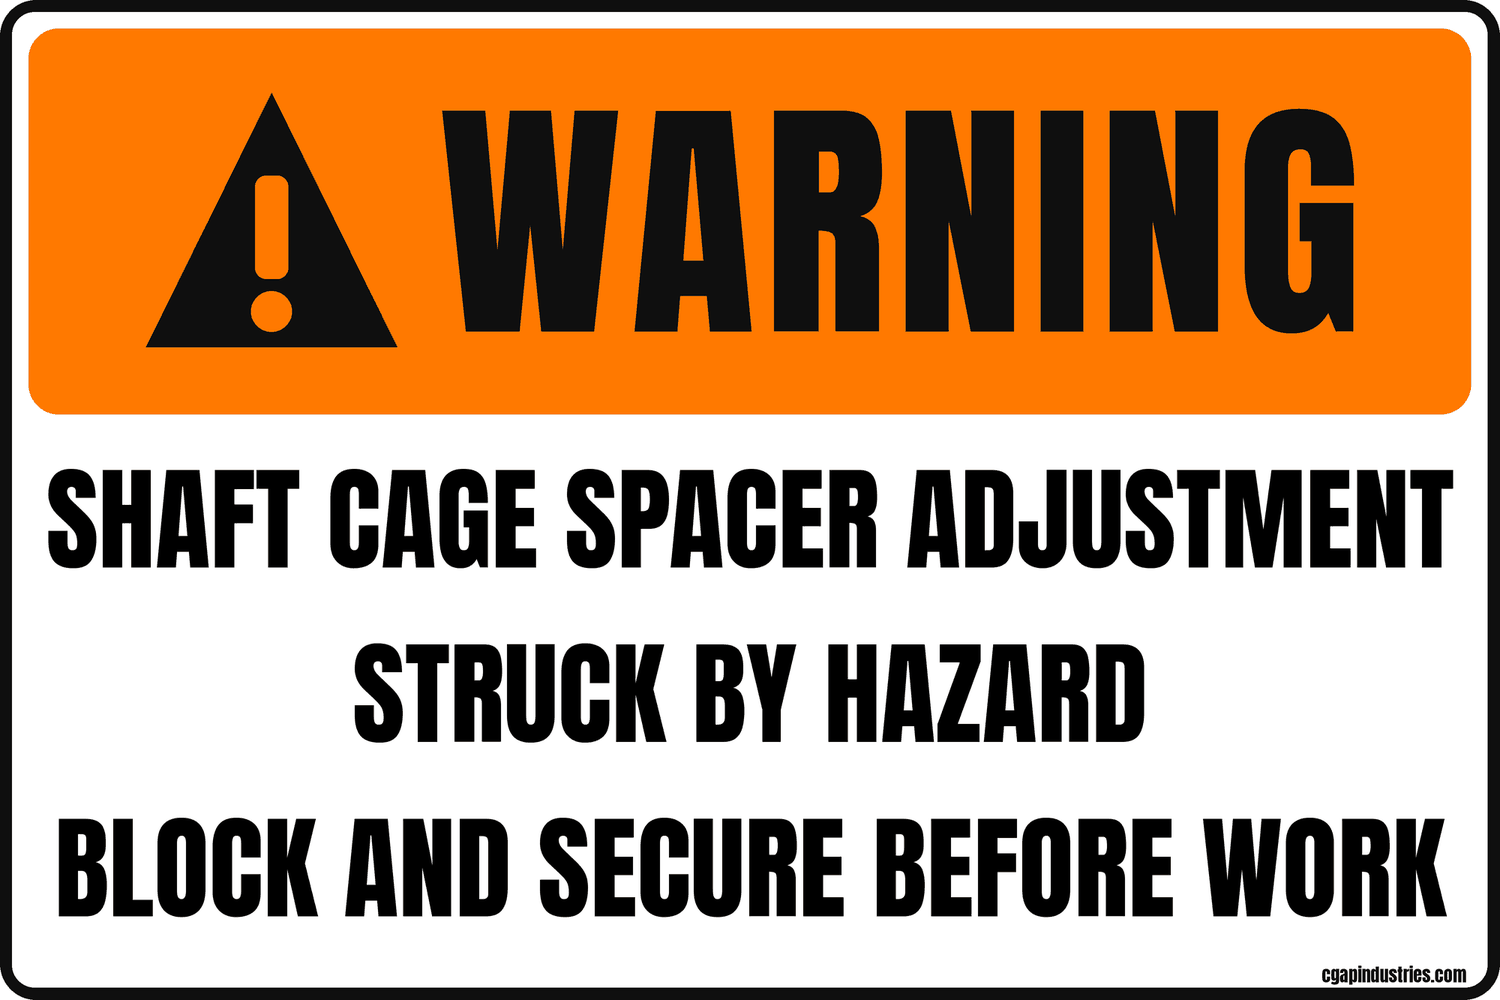 WARNING
SHAFT CAGE SPACER ADJUSTMENT
STRUCK BY HAZARD
BLOCK AND SECURE BEFORE WORK
cgapindustries.com